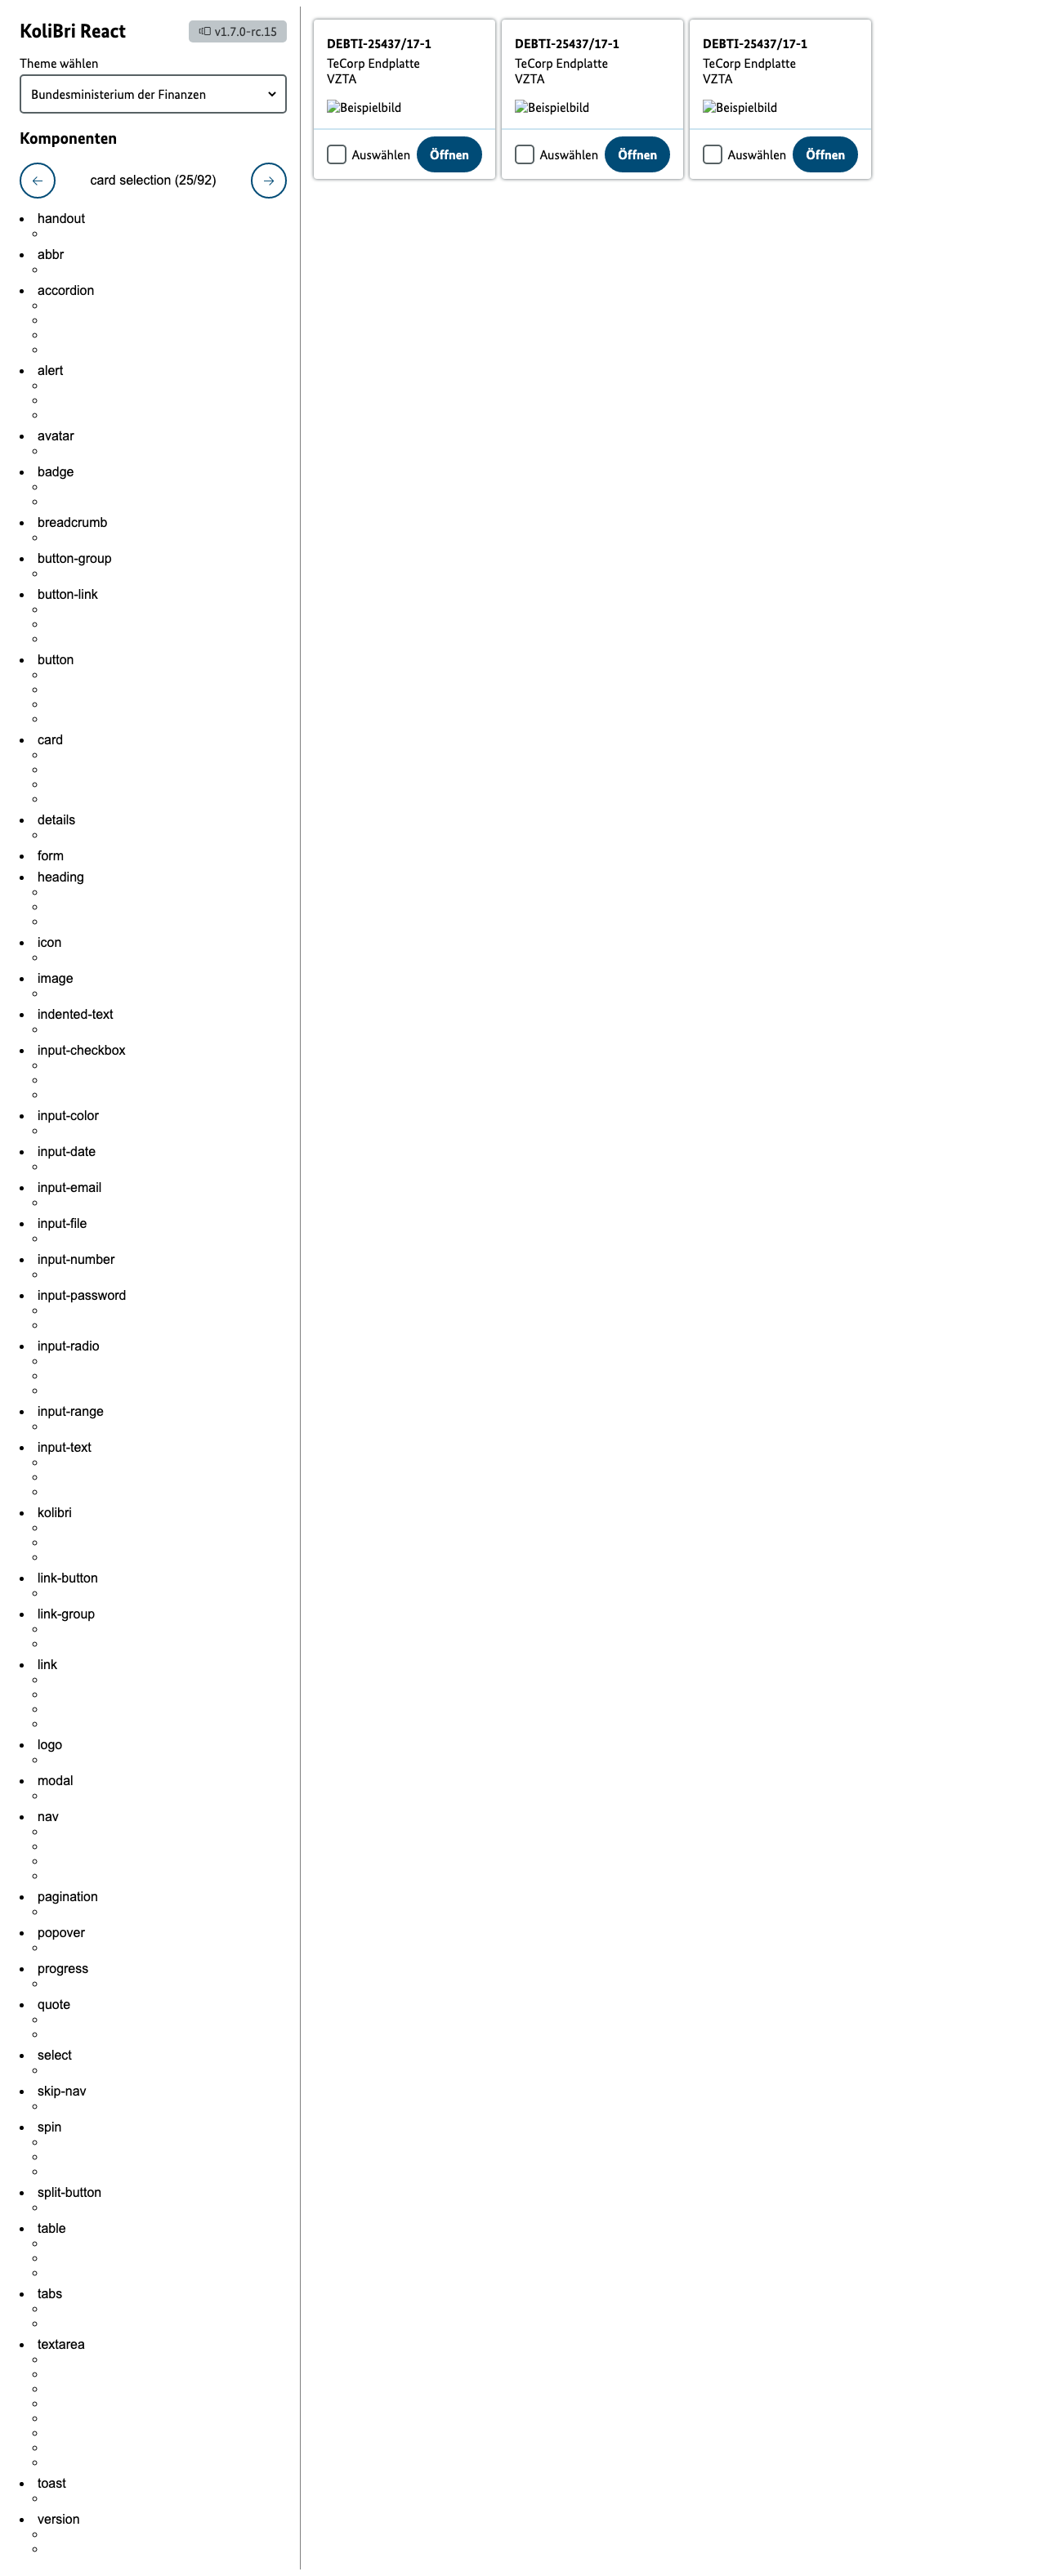 KoliBri React
v1.7.0-rc.15
Theme wählen
Bundesministerium der Finanzen
Komponenten
card selection (25/92)
handout
abbr
accordion
alert
avatar
badge
breadcrumb
button-group
button-link
button
card
details
form
heading
icon
image
indented-text
input-checkbox
input-color
input-date
input-email
input-file
input-number
input-password
input-radio
input-range
input-text
kolibri
link-button
link-group
link
logo
modal
nav
pagination
popover
progress
quote
select
skip-nav
spin
split-button
table
tabs
textarea
toast
version
DEBTI-25437/17-1
TeCorp Endplatte
VZTA
Beispielbild
Auswählen
Öffnen
DEBTI-25437/17-1
TeCorp Endplatte
VZTA
Beispielbild
Auswählen
Öffnen
DEBTI-25437/17-1
TeCorp Endplatte
VZTA
Beispielbild
Auswählen
Öffnen